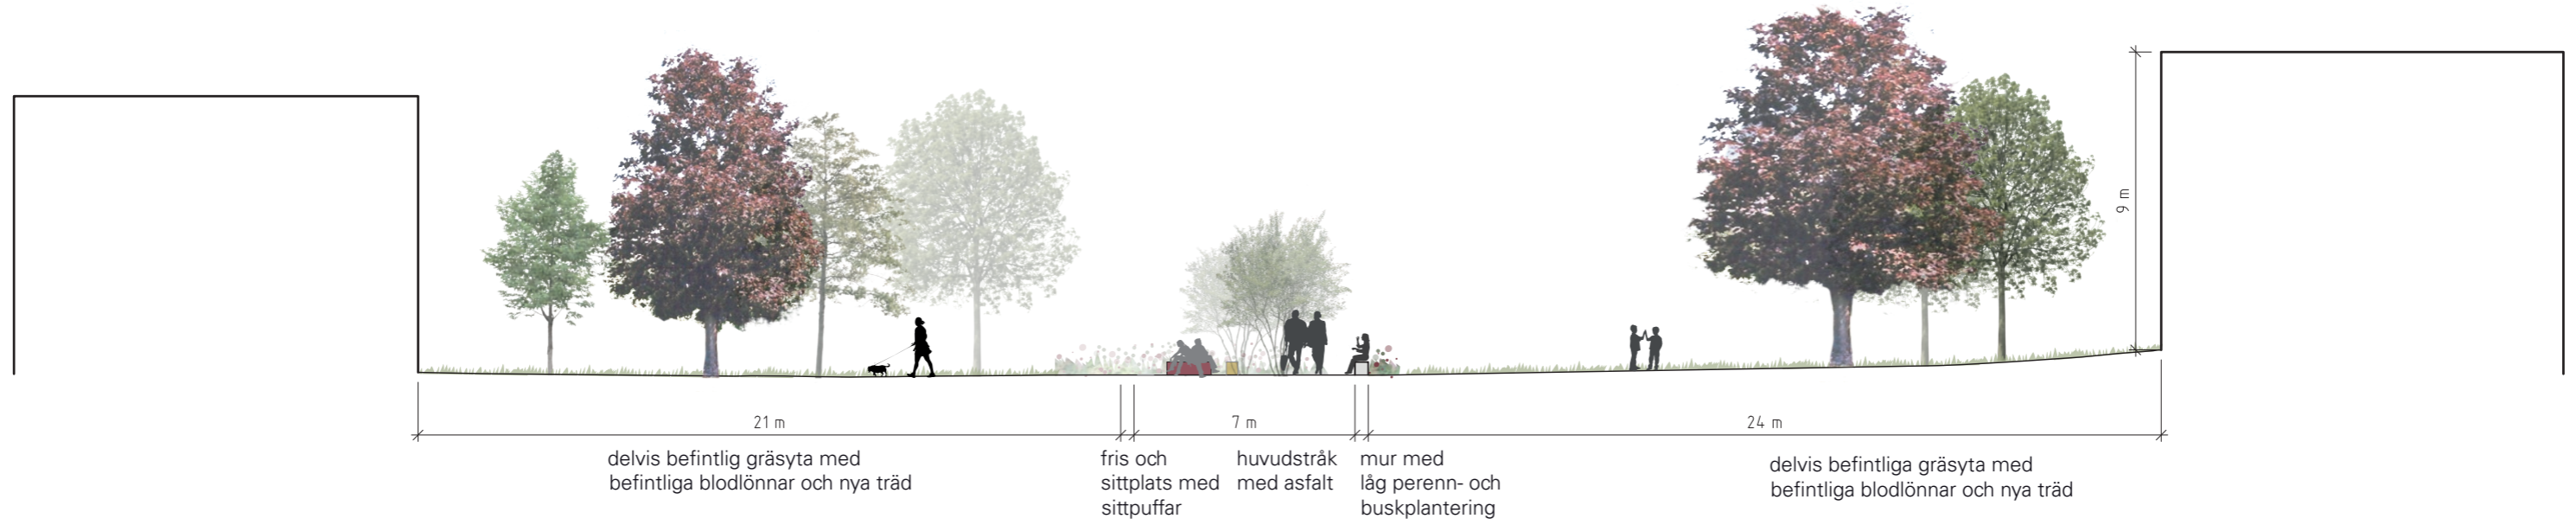 9 m
21 m
7 m
24 m
delvis befintlig gräsyta med
befintliga blodlönnar och nya träd
fris och
sittplats med
sittpuffar
huvudstråk
med asfalt
mur med
låg perenn- och
buskplantering
delvis befintliga gräsyta med
befintliga blodlönnar och nya träd